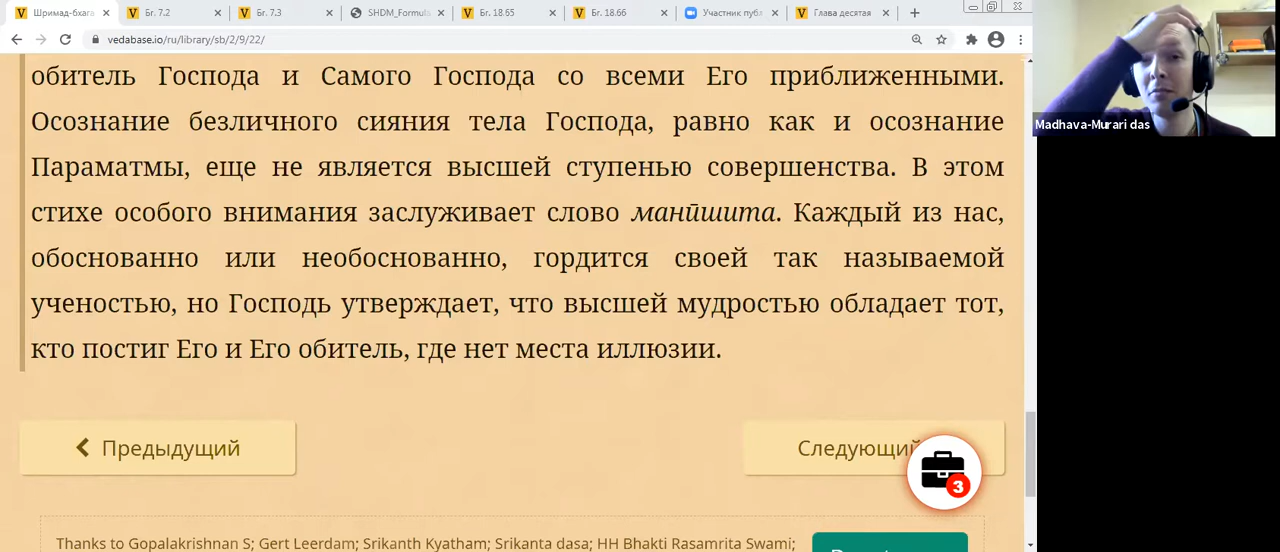 Шримад-бхага
Бг. 7.2
Бг. 7.3
SHDM_Formula
Бг. 18.65
Бг. 18.66
Участник публ
Глава десятая
vedabase.io/ru/library/sb/2/9/22/
Madhava-Murari das
обитель Господа и Самого Господа со всеми Его приближенными.
Осознание безличного сияния тела Господа, равно как и осознание
Параматмы, еще не является высшей ступенью совершенства. В этом
стихе особого внимания заслуживает слово манӣшита. Каждый из нас,
обоснованно или необоснованно, гордится своей так называемой
ученостью, но Господь утверждает, что высшей мудростью обладает тот,
кто постиг Его и Его обитель, где нет места иллюзии.
Предыдущий
Следующий
3
Thanks to Gopalakrishnan S; Gert Leerdam; Srikanth Kyatham; Srikanta dasa; HH Bhakti Rasamrita Swami;